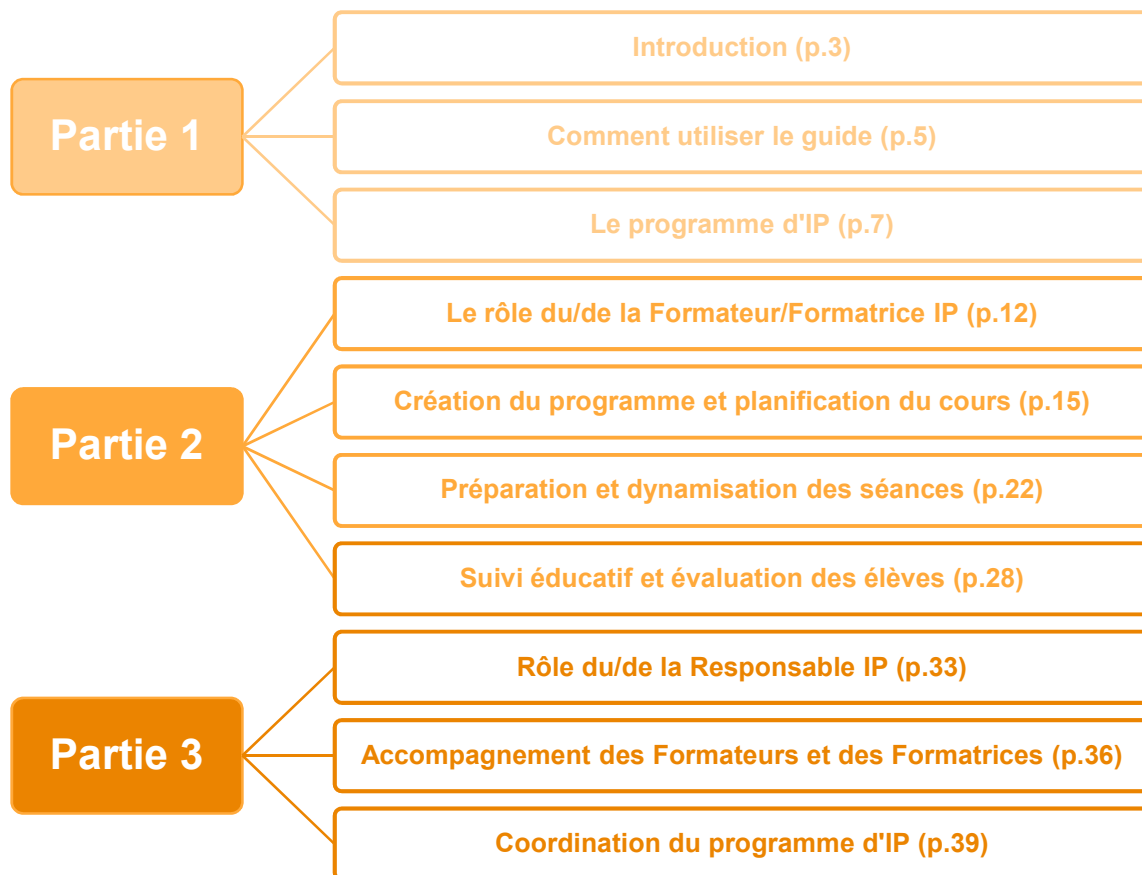 Partie 1
Introduction (p.3)
Comment utiliser le guide (p.5)
Le programme d'IP (p.7)
Partie 2
Le rôle du/de la Formateur/Formatrice IP (p.12)
Création du programme et planification du cours (p.15)
Préparation et dynamisation des séances (p.22)
Suivi éducatif et évaluation des élèves (p.28)
Partie 3
Rôle du/de la Responsable IP (p.33)
Accompagnement des Formateurs et des Formatrices (p.36)
Coordination du programme d'IP (p.39)